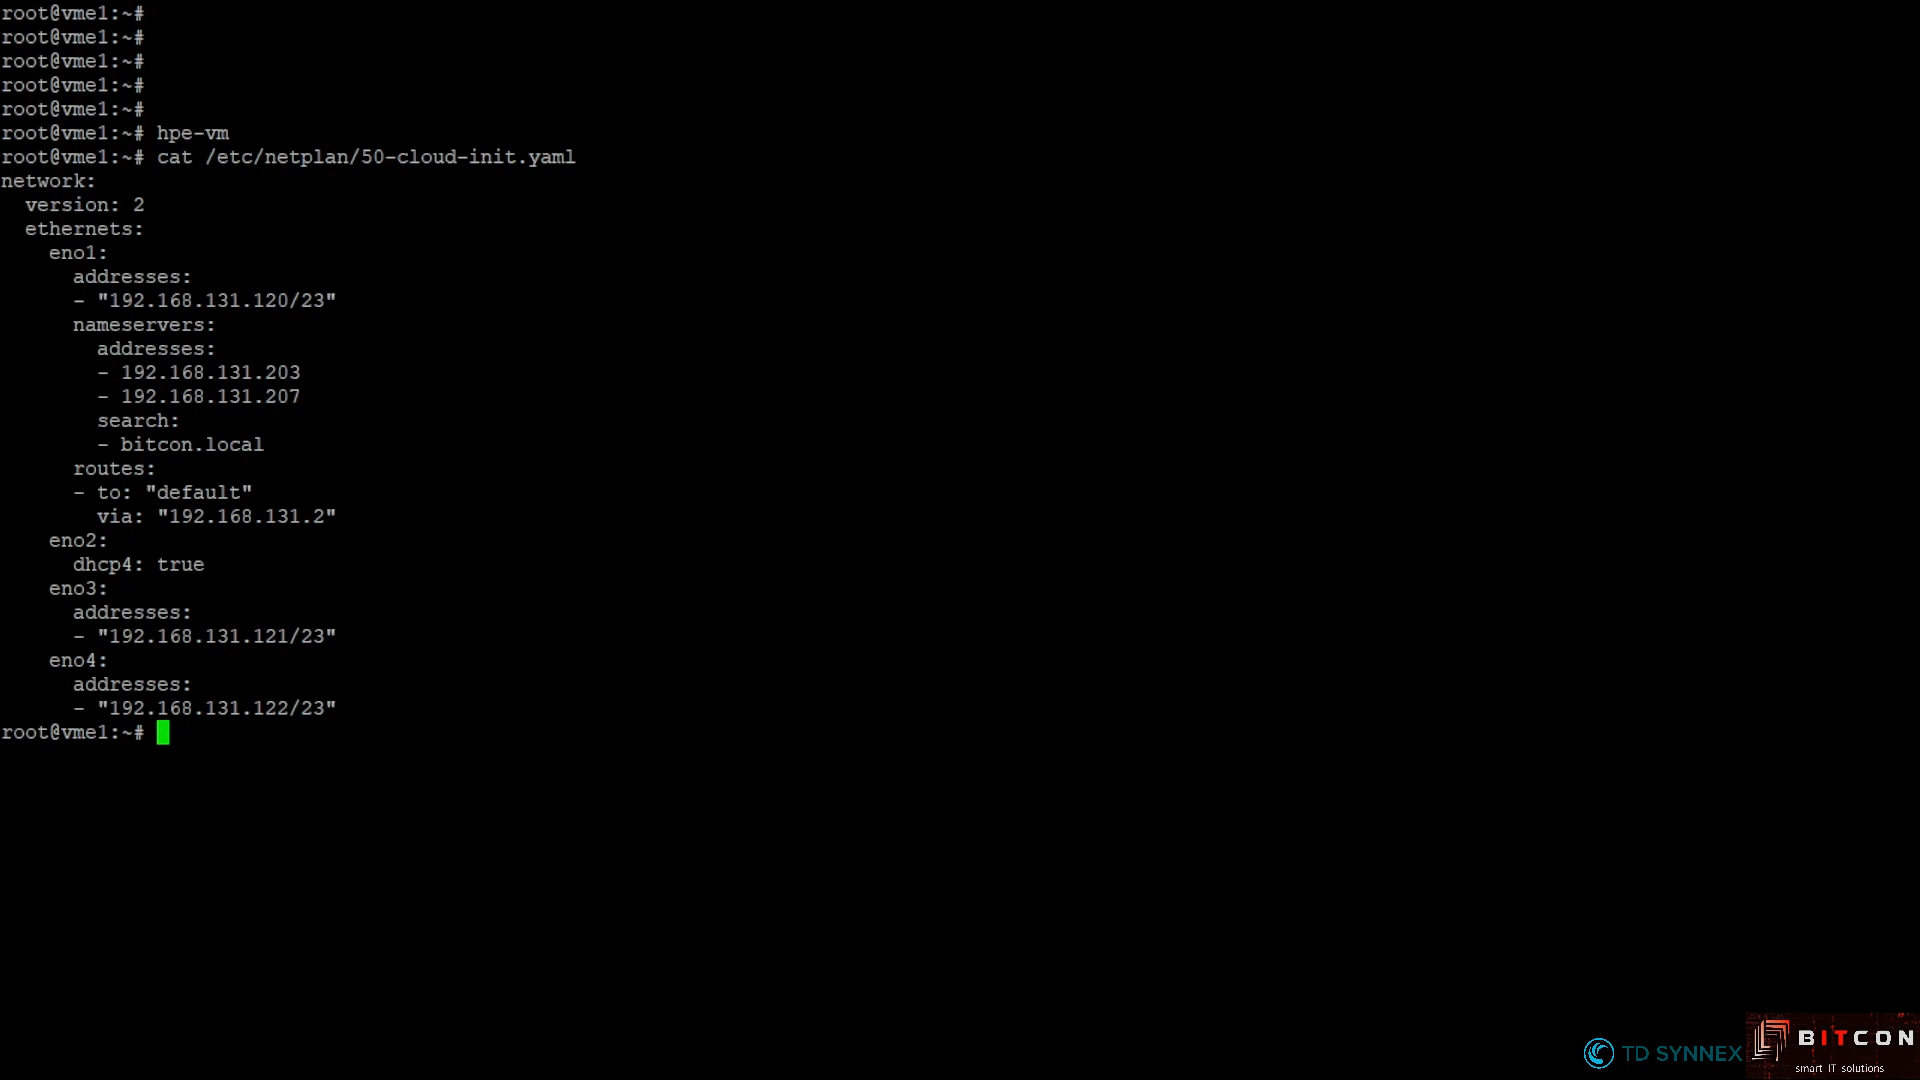 root@vme1:~#
root@vme1:~#
root@vme1:~#
root@vme1:~#
root@vme1:~#
root@vme1:~# hpe-vm
root@vme1:~# cat /etc/netplan/50-cloud-init.yaml
network:
  version: 2
  ethernets:
    eno1:
      addresses:
      - "192.168.131.120/23"
      nameservers:
        addresses:
        - 192.168.131.203
        - 192.168.131.207
        search:
        - bitcon.local
      routes:
      - to: "default"
        via: "192.168.131.2"
    eno2:
      dhcp4: true
    eno3:
      addresses:
      - "192.168.131.121/23"
    eno4:
      addresses:
      - "192.168.131.122/23"
root@vme1:~#
TD SYNNEX
BITCON
smart IT solutions